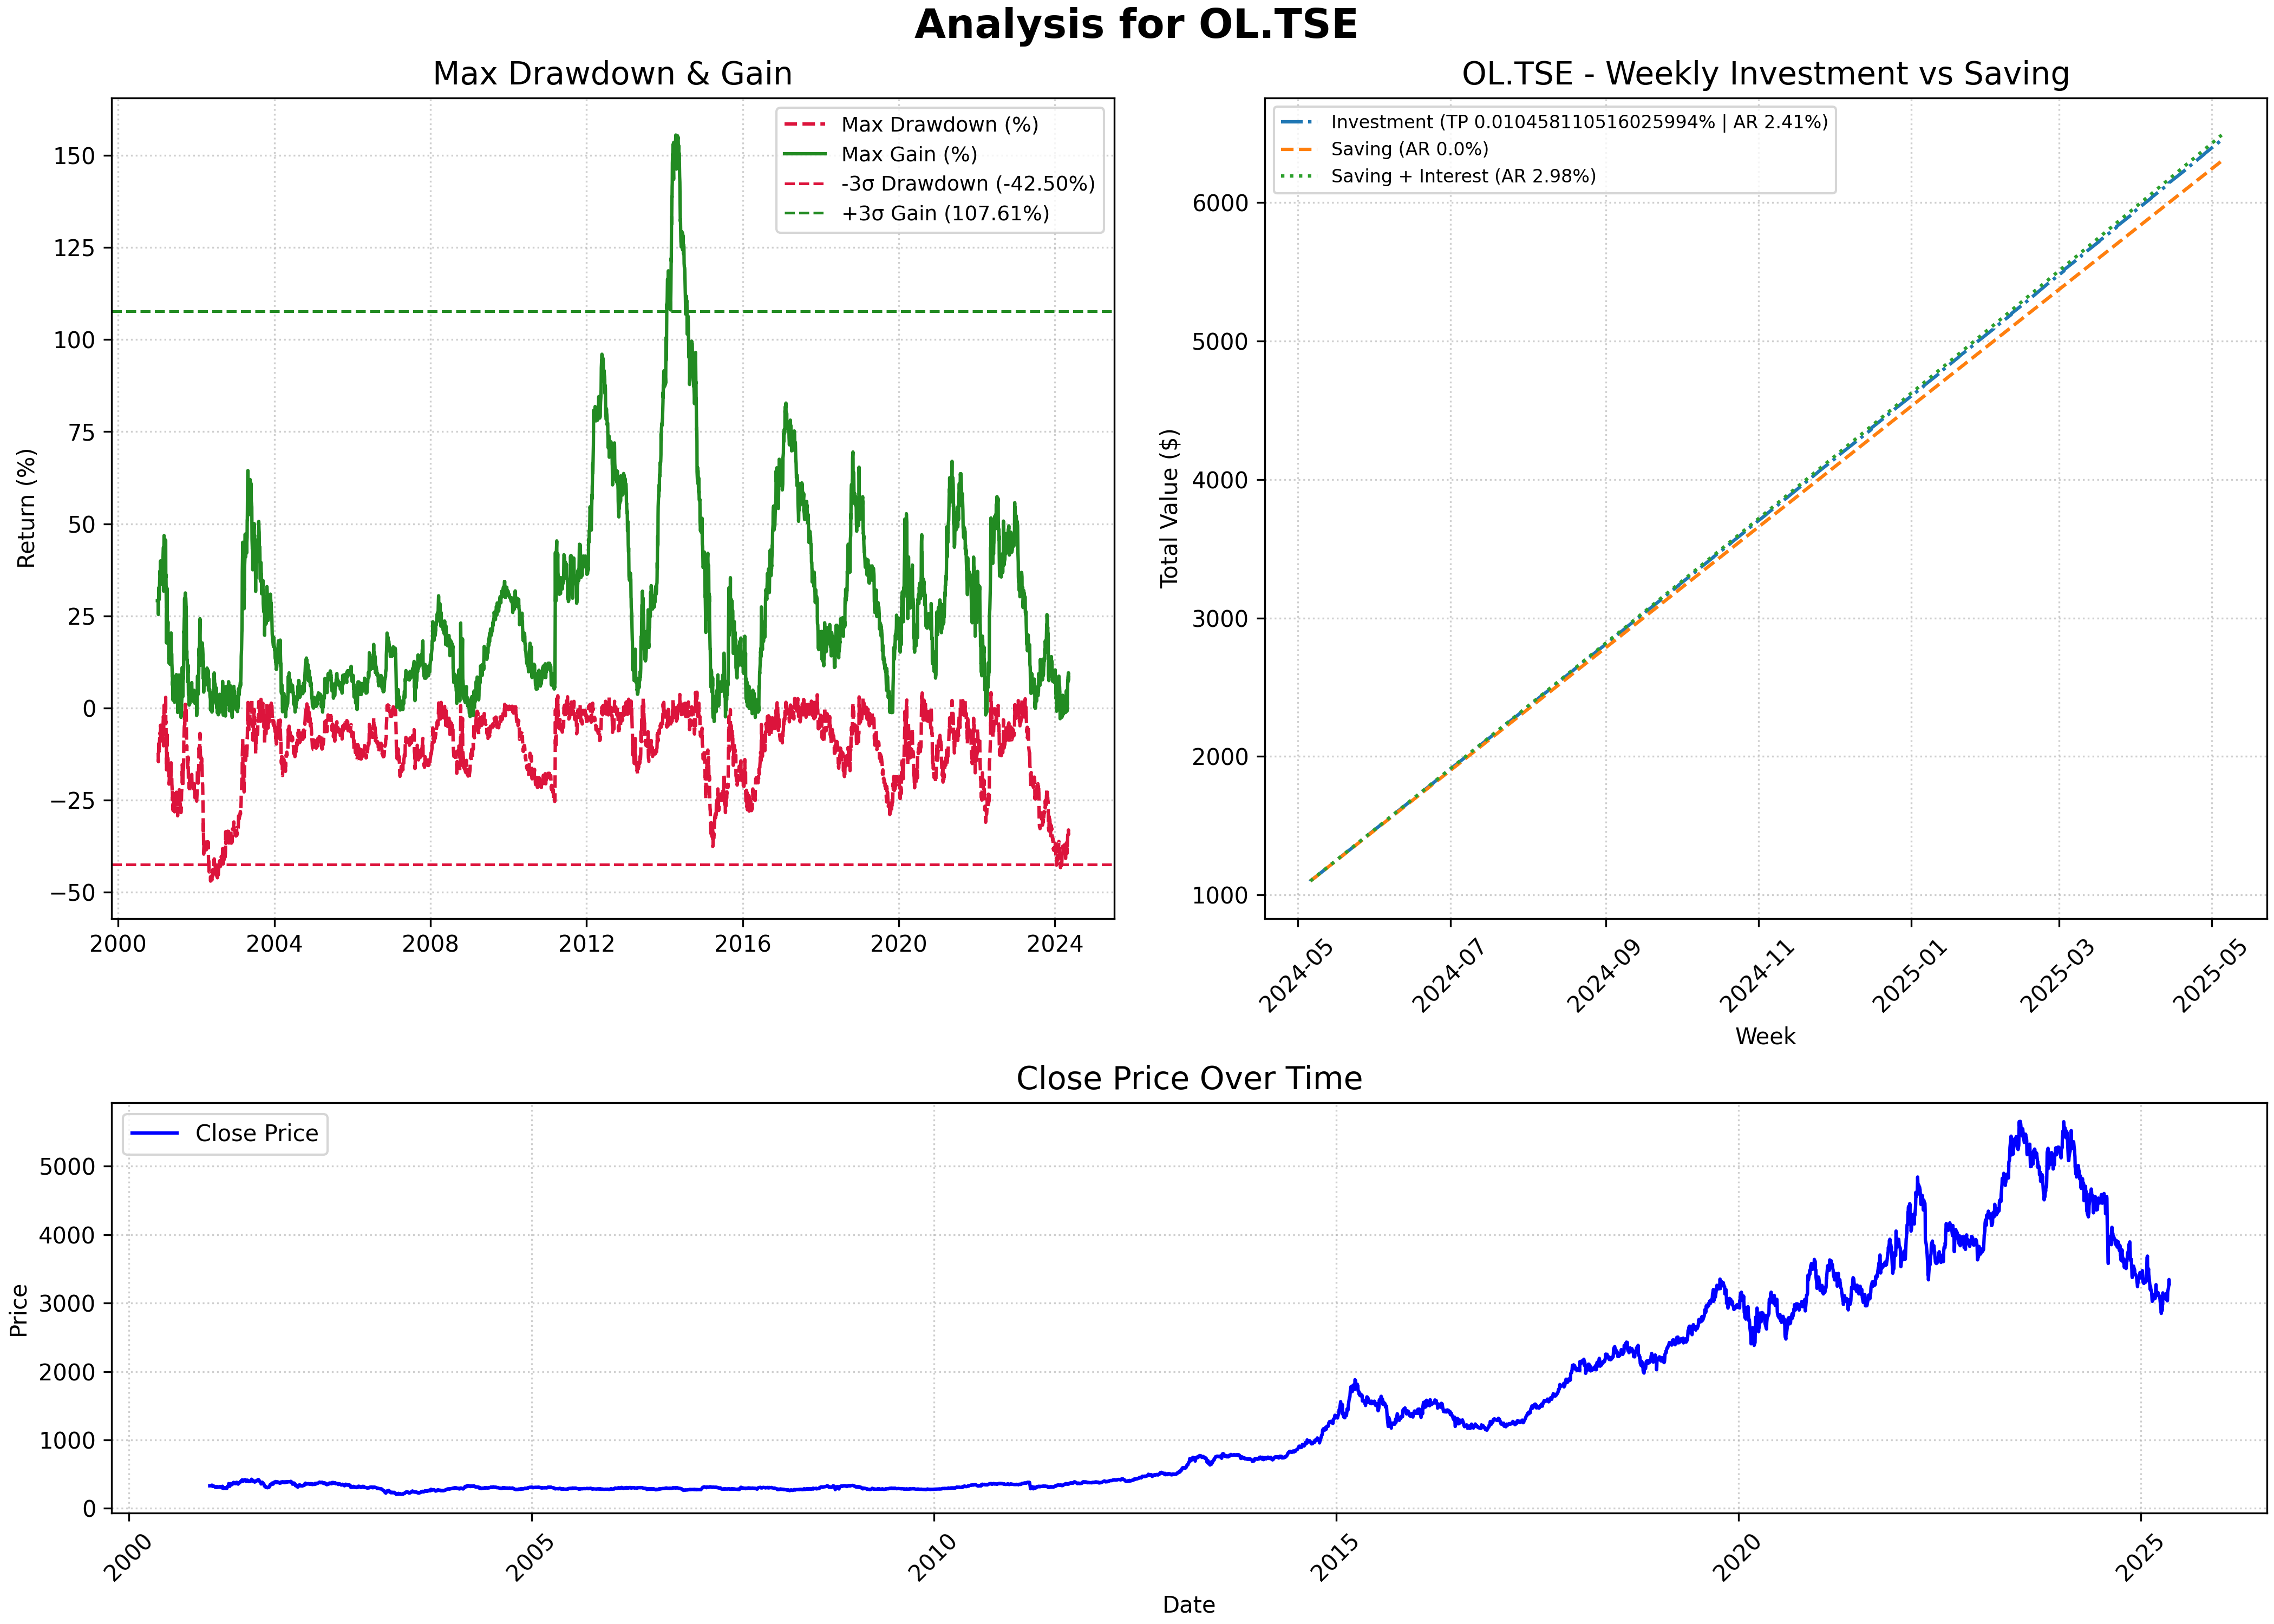 Analysis for OL.TSE
Max Drawdown & Gain
Return (%)
150
125
100
75
50
25
0
−25
−50
2000
2004
2008
2012
2016
2020
2024
Max Drawdown (%)
Max Gain (%)
-3σ Drawdown (-42.50%)
+3σ Gain (107.61%)
OL.TSE - Weekly Investment vs Saving
Total Value ($)
6000
5000
4000
3000
2000
1000
2024-05
2024-07
2024-09
2024-11
2025-01
2025-03
2025-05
Week
Investment (TP 0.010458110516025994% | AR 2.41%)
Saving (AR 0.0%)
Saving + Interest (AR 2.98%)
Close Price Over Time
Price
5000
4000
3000
2000
1000
0
2000
2005
2010
2015
2020
2025
Date
Close Price